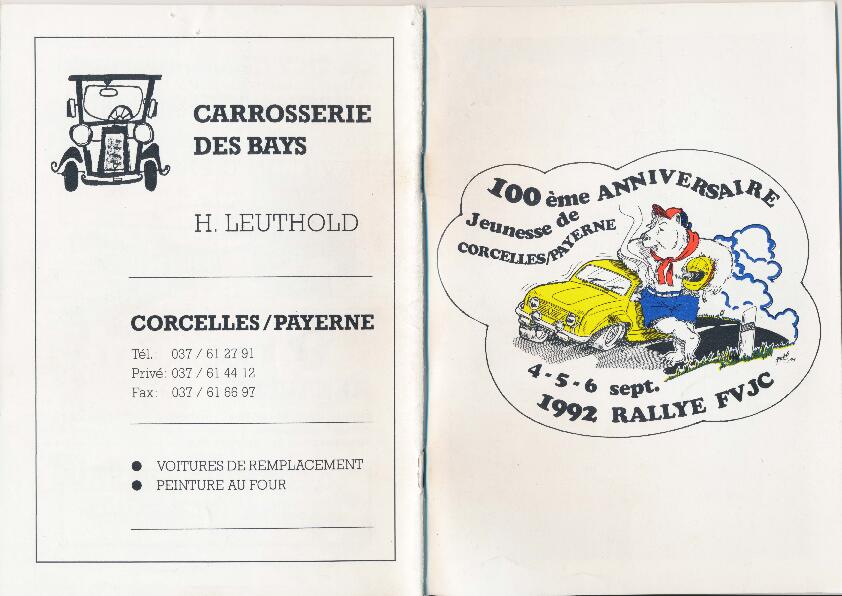 CARROSSERIE
DES BAYS
H. LEUTHOLD
CORCELLES/PAYERNE
Tél.: 037 / 61 27 91
Privé: 037 / 61 44 12
Fax: 037 / 61 66 97
● VOITURES DE REMPLACEMENT
● PEINTURE AU FOUR
100 ème ANNIVERSAIRE
Jeunesse de
CORCELLES/PAYERNE
4-5-6 sept.
1992 RALLYE FVJC